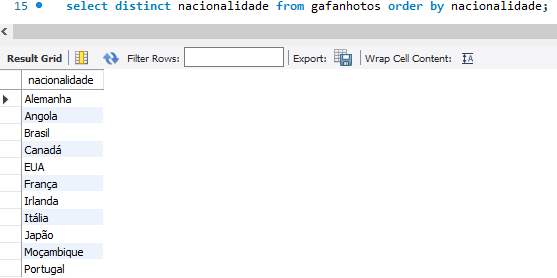 15 select distinct nacionalidade from gafanhotos order by nacionalidade;
Result Grid Filter Rows: Export: Wrap Cell Content: IA
nacionalidade
Alemanha
Angola
Brasil
Canadá
EUA
França
Irlanda
Itália
Japão
Moçambique
Portugal